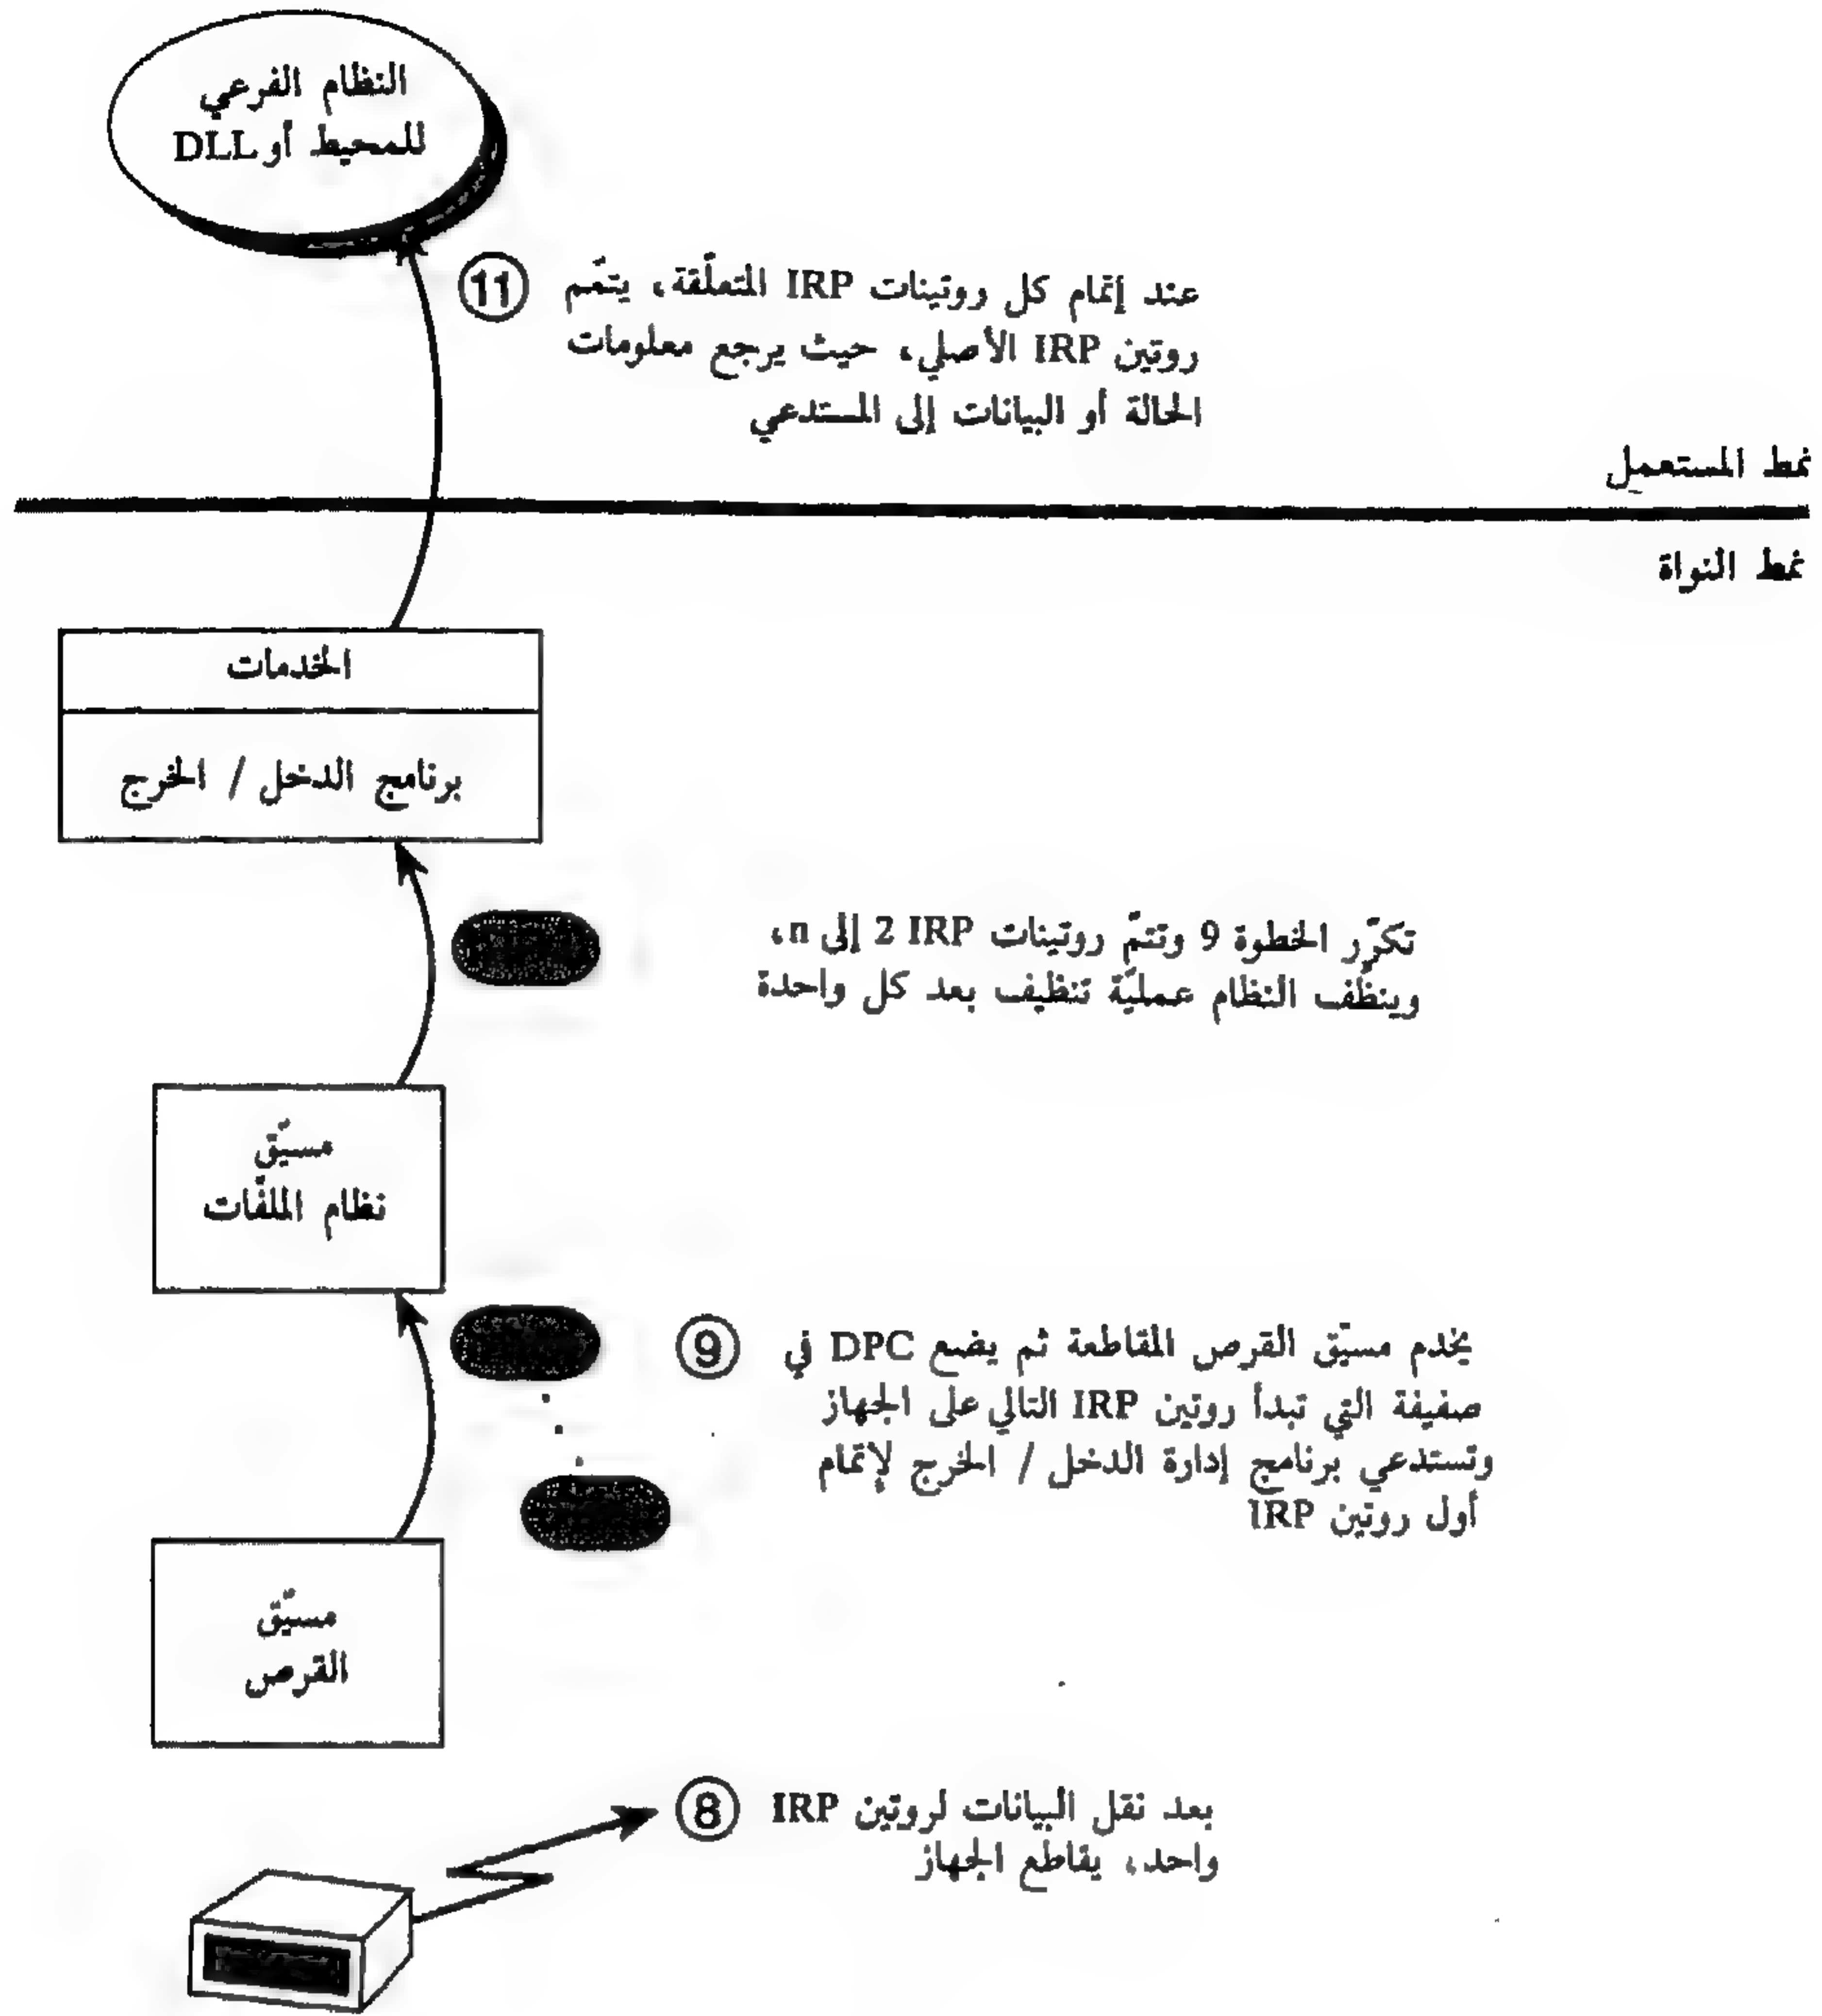 النظام الفرعي
للمحيط أو DLL
⑪ عند إتمام كل روتينات IRP المتعلّقة، يتمّم
روتين IRP الأصلي، حيث يرجع معلومات
الحالة أو البيانات إلى المستدعي
نمط المستعمل
نمط النواة
الخدمات
برنامج الدخل / الخرج
تكرّر الخطوة 9 وتتمّ روتينات IRP 2 إلى n،
وينظّف النظام عمليّة تنظيف بعد كل واحدة
مسيّق
نظام الملفّات
⑨ يخدم مسيّق القرص المقاطعة ثم يضع DPC في
صفيفة التي تبدأ روتين IRP التالي على الجهاز
وتستدعي برنامج إدارة الدخل / الخرج لإتمام
أول روتين IRP
مسيّق
القرص
⑧ بعد نقل البيانات لروتين IRP
واحد، يقاطع الجهاز